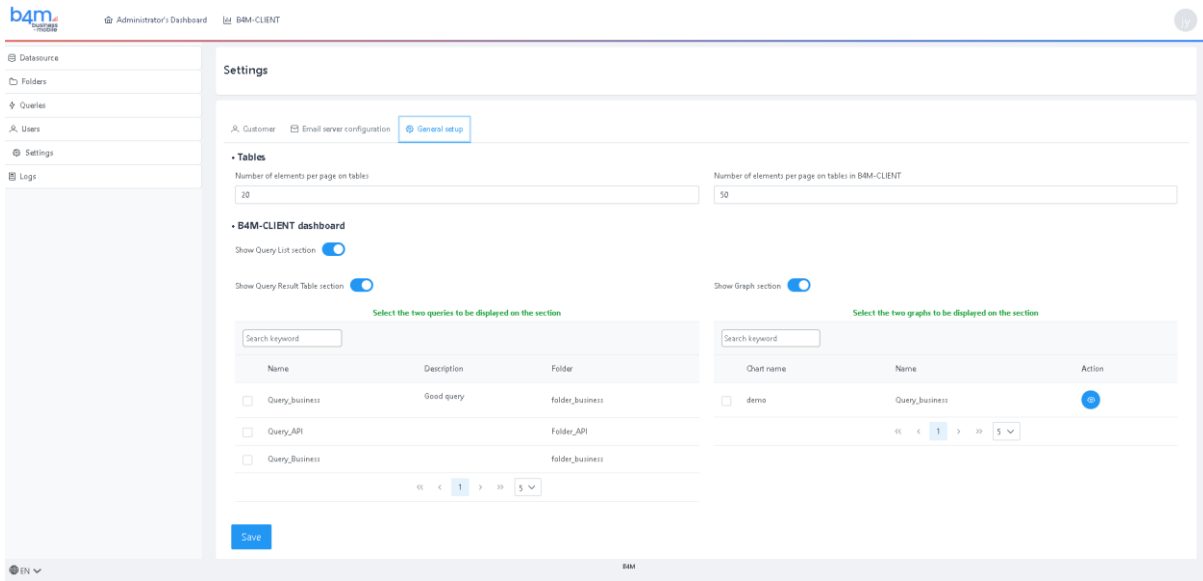 b4m
business
-mobile
Administrator's Dashboard
B4M-CLIENT
jy
Datasource
Folders
Queries
Users
Settings
Logs
Settings
Customer
Email server configuration
General setup
• Tables
Number of elements per page on tables
Number of elements per page on tables in B4M-CLIENT
20
50
• B4M-CLIENT dashboard
Show Query List section
Show Query Result Table section
Show Graph section
Select the two queries to be displayed on the section
Select the two graphs to be displayed on the section
Search keyword
Search keyword
Name Description Folder
Chart name Name Action
Query_business Good query folder_business
demo Query_business
Query_API Folder_API
« < 1 > » 5
Query_Business folder_business
« < 1 > » 5
Save
EN
B4M